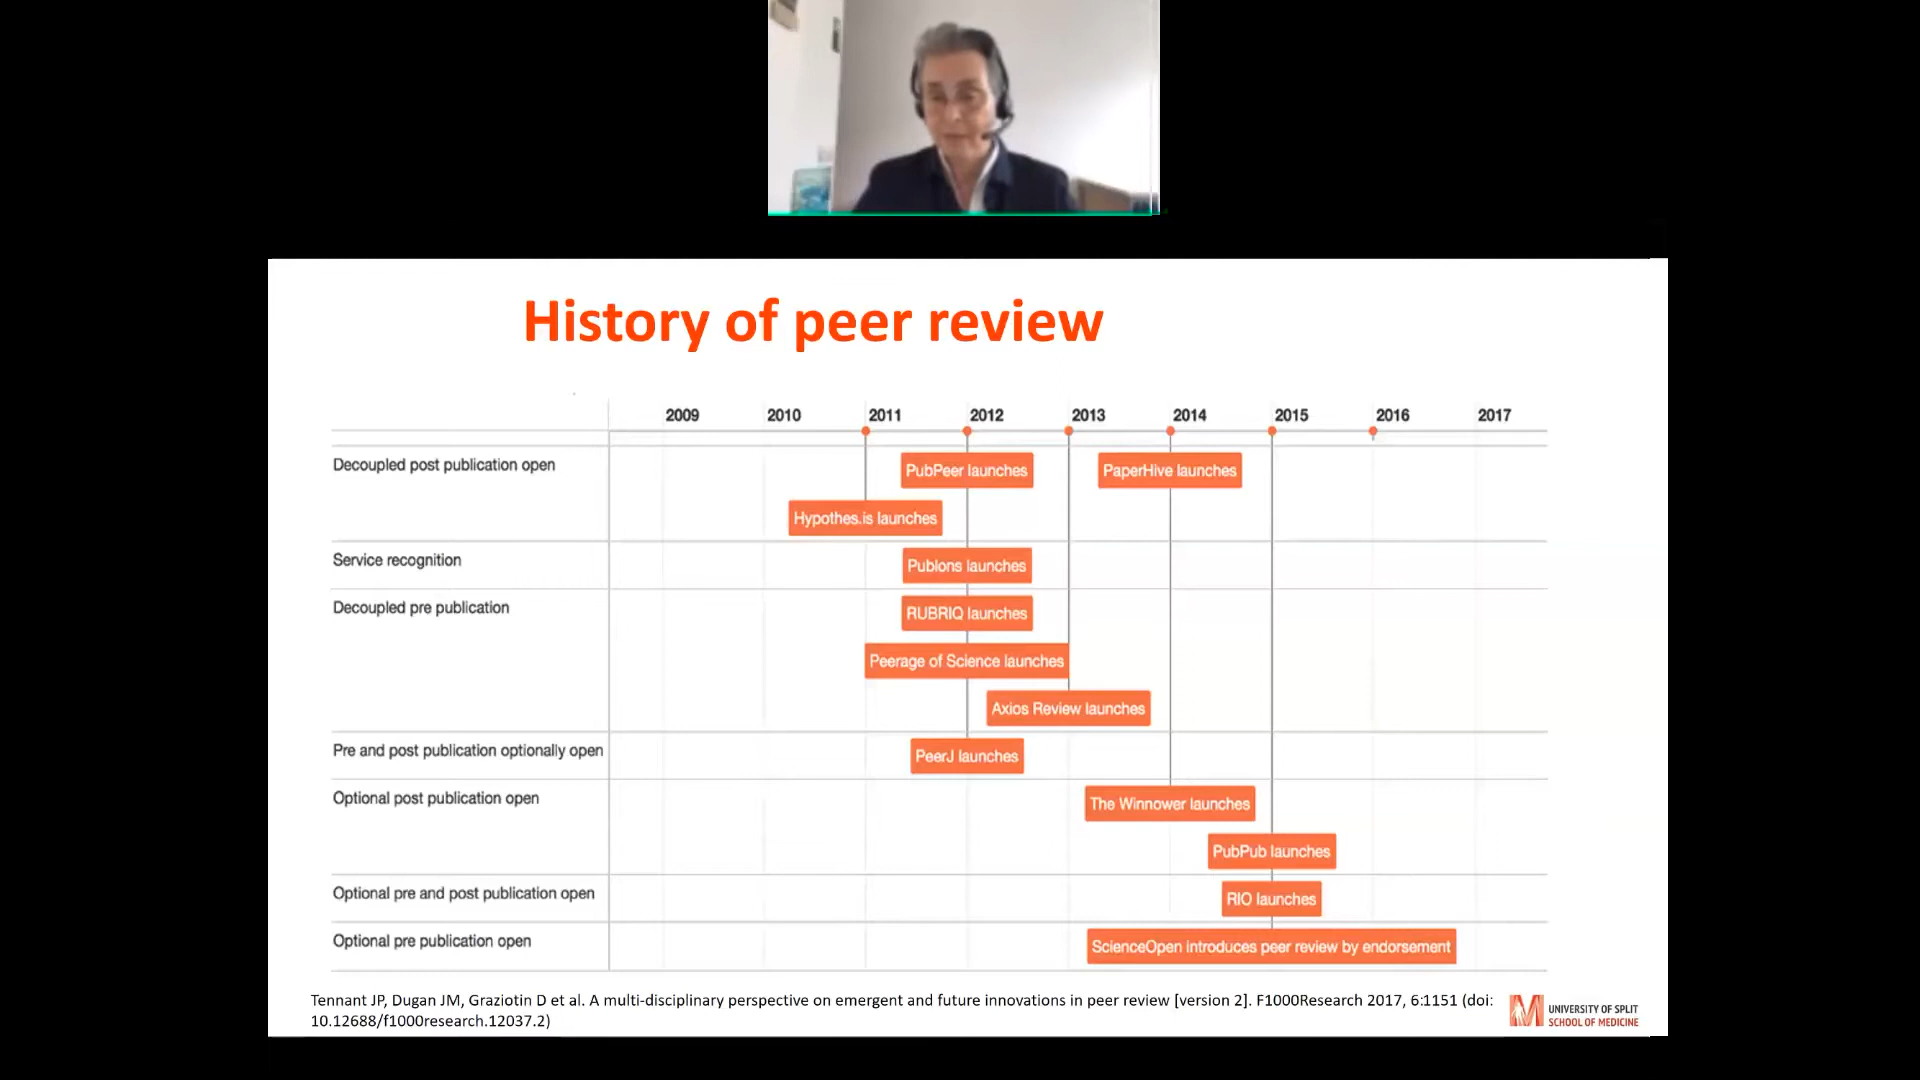 History of peer review
2009 2010 2011 2012 2013 2014 2015 2016 2017
Decoupled post publication open
PubPeer launches
PaperHive launches
Hypothes.is launches
Service recognition
Publons launches
Decoupled pre publication
RUBRIQ launches
Peerage of Science launches
Axios Review launches
Pre and post publication optionally open
PeerJ launches
Optional post publication open
The Winnower launches
PubPub launches
Optional pre and post publication open
RIO launches
Optional pre publication open
ScienceOpen introduces peer review by endorsement
Tennant JP, Dugan JM, Graziotin D et al. A multi-disciplinary perspective on emergent and future innovations in peer review [version 2]. F1000Research 2017, 6:1151 (doi:
10.12688/f1000research.12037.2)
UNIVERSITY OF SPLIT
SCHOOL OF MEDICINE